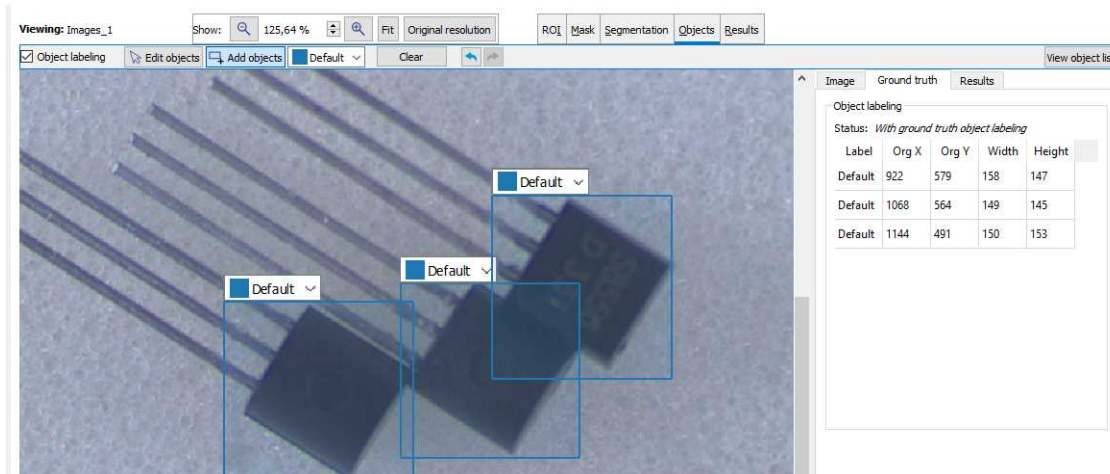 Viewing: Images_1
Show: 125,64 % Fit Original resolution ROI Mask Segmentation Objects Results
Object labeling Edit objects Add objects Default Clear View object lis
Image Ground truth Results
Object labeling
Status: With ground truth object labeling
Label Org X Org Y Width Height
Default 922 579 158 147
Default 1068 564 149 145
Default 1144 491 150 153
Default
Default
Default